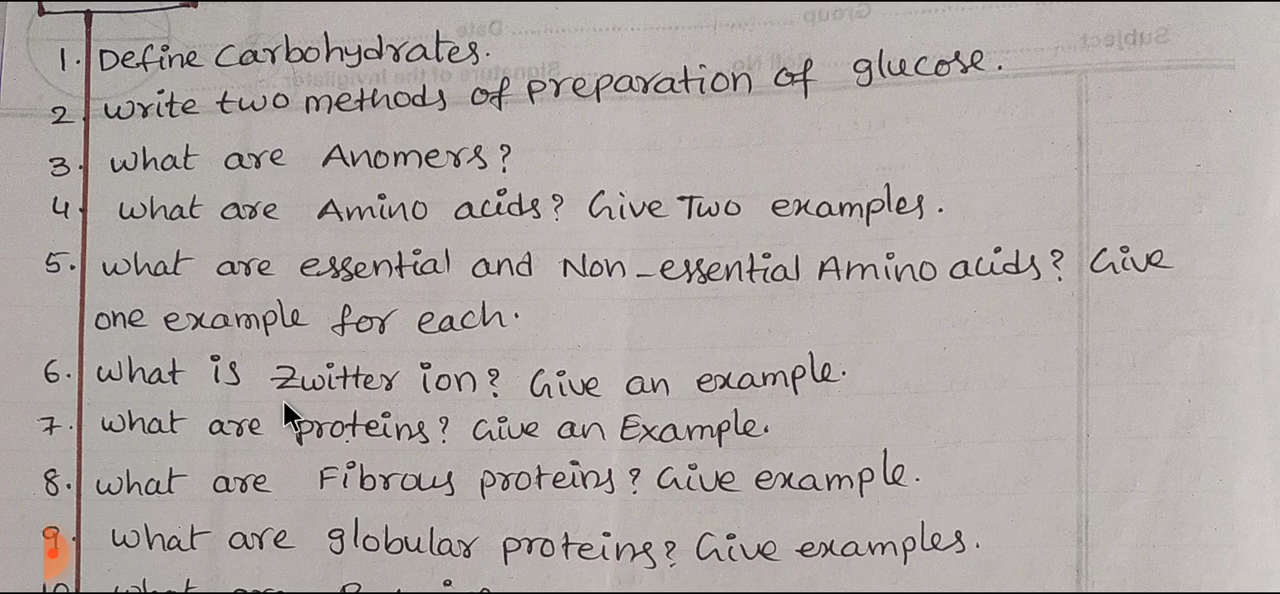 1. Define Carbohydrates.
2. Write two methods of preparation of glucose.
3. What are Anomers?
4. What are Amino acids? Give Two examples.
5. What are essential and Non-essential Amino acids? Give
one example for each.
6. What is Zwitter ion? Give an example.
7. What are proteins? Give an Example.
8. What are Fibrous proteins? Give example.
9. What are globular proteins? Give examples.